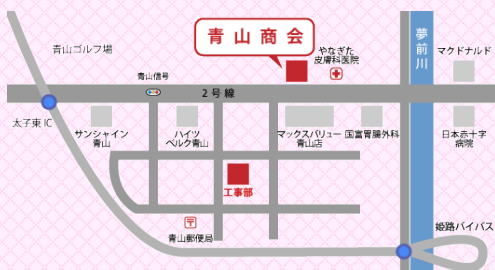 青山商会
青山ゴルフ場
やなぎた
皮膚科医院
夢前川
マクドナルド
青山信号
2号線
太子東IC
サンシャイン
青山
ハイツ
ベルク青山
マックスバリュー
青山店
国富胃腸外科
日本赤十字
病院
工事部
〒
青山郵便局
姫路バイパス